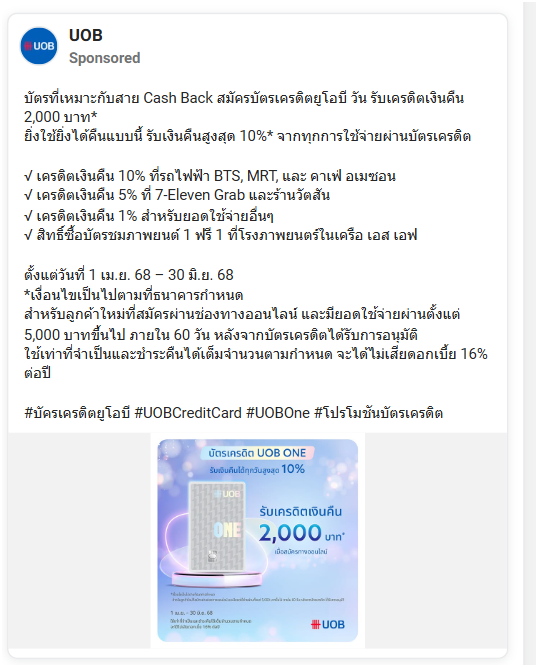 UOB
UOB
Sponsored
บัตรที่เหมาะกับสาย Cash Back สมัครบัตรเครดิตยูโอบี วัน รับเครดิตเงินคืน
2,000 บาท*
ยิ่งใช้ยิ่งได้คืนแบบนี้ รับเงินคืนสูงสุด 10%* จากทุกการใช้จ่ายผ่านบัตรเครดิต
√ เครดิตเงินคืน 10% ที่รถไฟฟ้า BTS, MRT, และ คาเฟ่ อเมซอน
√ เครดิตเงินคืน 5% ที่ 7-Eleven Grab และร้านวัตสัน
√ เครดิตเงินคืน 1% สำหรับยอดใช้จ่ายอื่นๆ
√ สิทธิ์ซื้อบัตรชมภาพยนต์ 1 ฟรี 1 ที่โรงภาพยนตร์ในเครือ เอส เอฟ
ตั้งแต่วันที่ 1 เม.ย. 68 – 30 มิ.ย. 68
*เงื่อนไขเป็นไปตามที่ธนาคารกำหนด
สำหรับลูกค้าใหม่ที่สมัครผ่านช่องทางออนไลน์ และมียอดใช้จ่ายผ่านตั้งแต่
5,000 บาทขึ้นไป ภายใน 60 วัน หลังจากบัตรเครดิตได้รับการอนุมัติ
ใช้เท่าที่จำเป็นและชำระคืนได้เต็มจำนวนตามกำหนด จะได้ไม่เสียดอกเบี้ย 16%
ต่อปี
#บัครเครดิตยูโอบี #UOBCreditCard #UOBOne #โปรโมชันบัตรเครดิต
บัตรเครดิต UOB ONE
รับเงินคืนได้ทุกวันสูงสุด 10%
UOB
ONE
รับเครดิตเงินคืน
2,000 บาท*
เมื่อสมัครทางออนไลน์
1 เม.ย. - 30 มิ.ย. 68
UOB